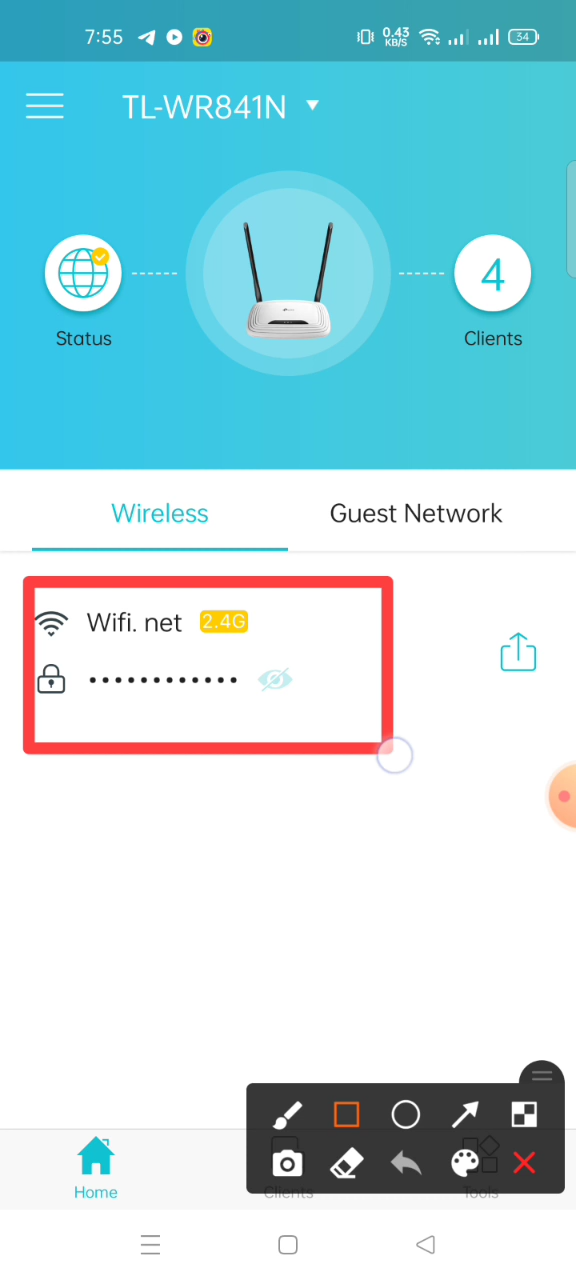 7:55
0.43
KB/S
34
TL-WR841N
4
Status
Clients
Wireless
Guest Network
Wifi. net 2.4G
••••••••••••
Home
Clients
Tools